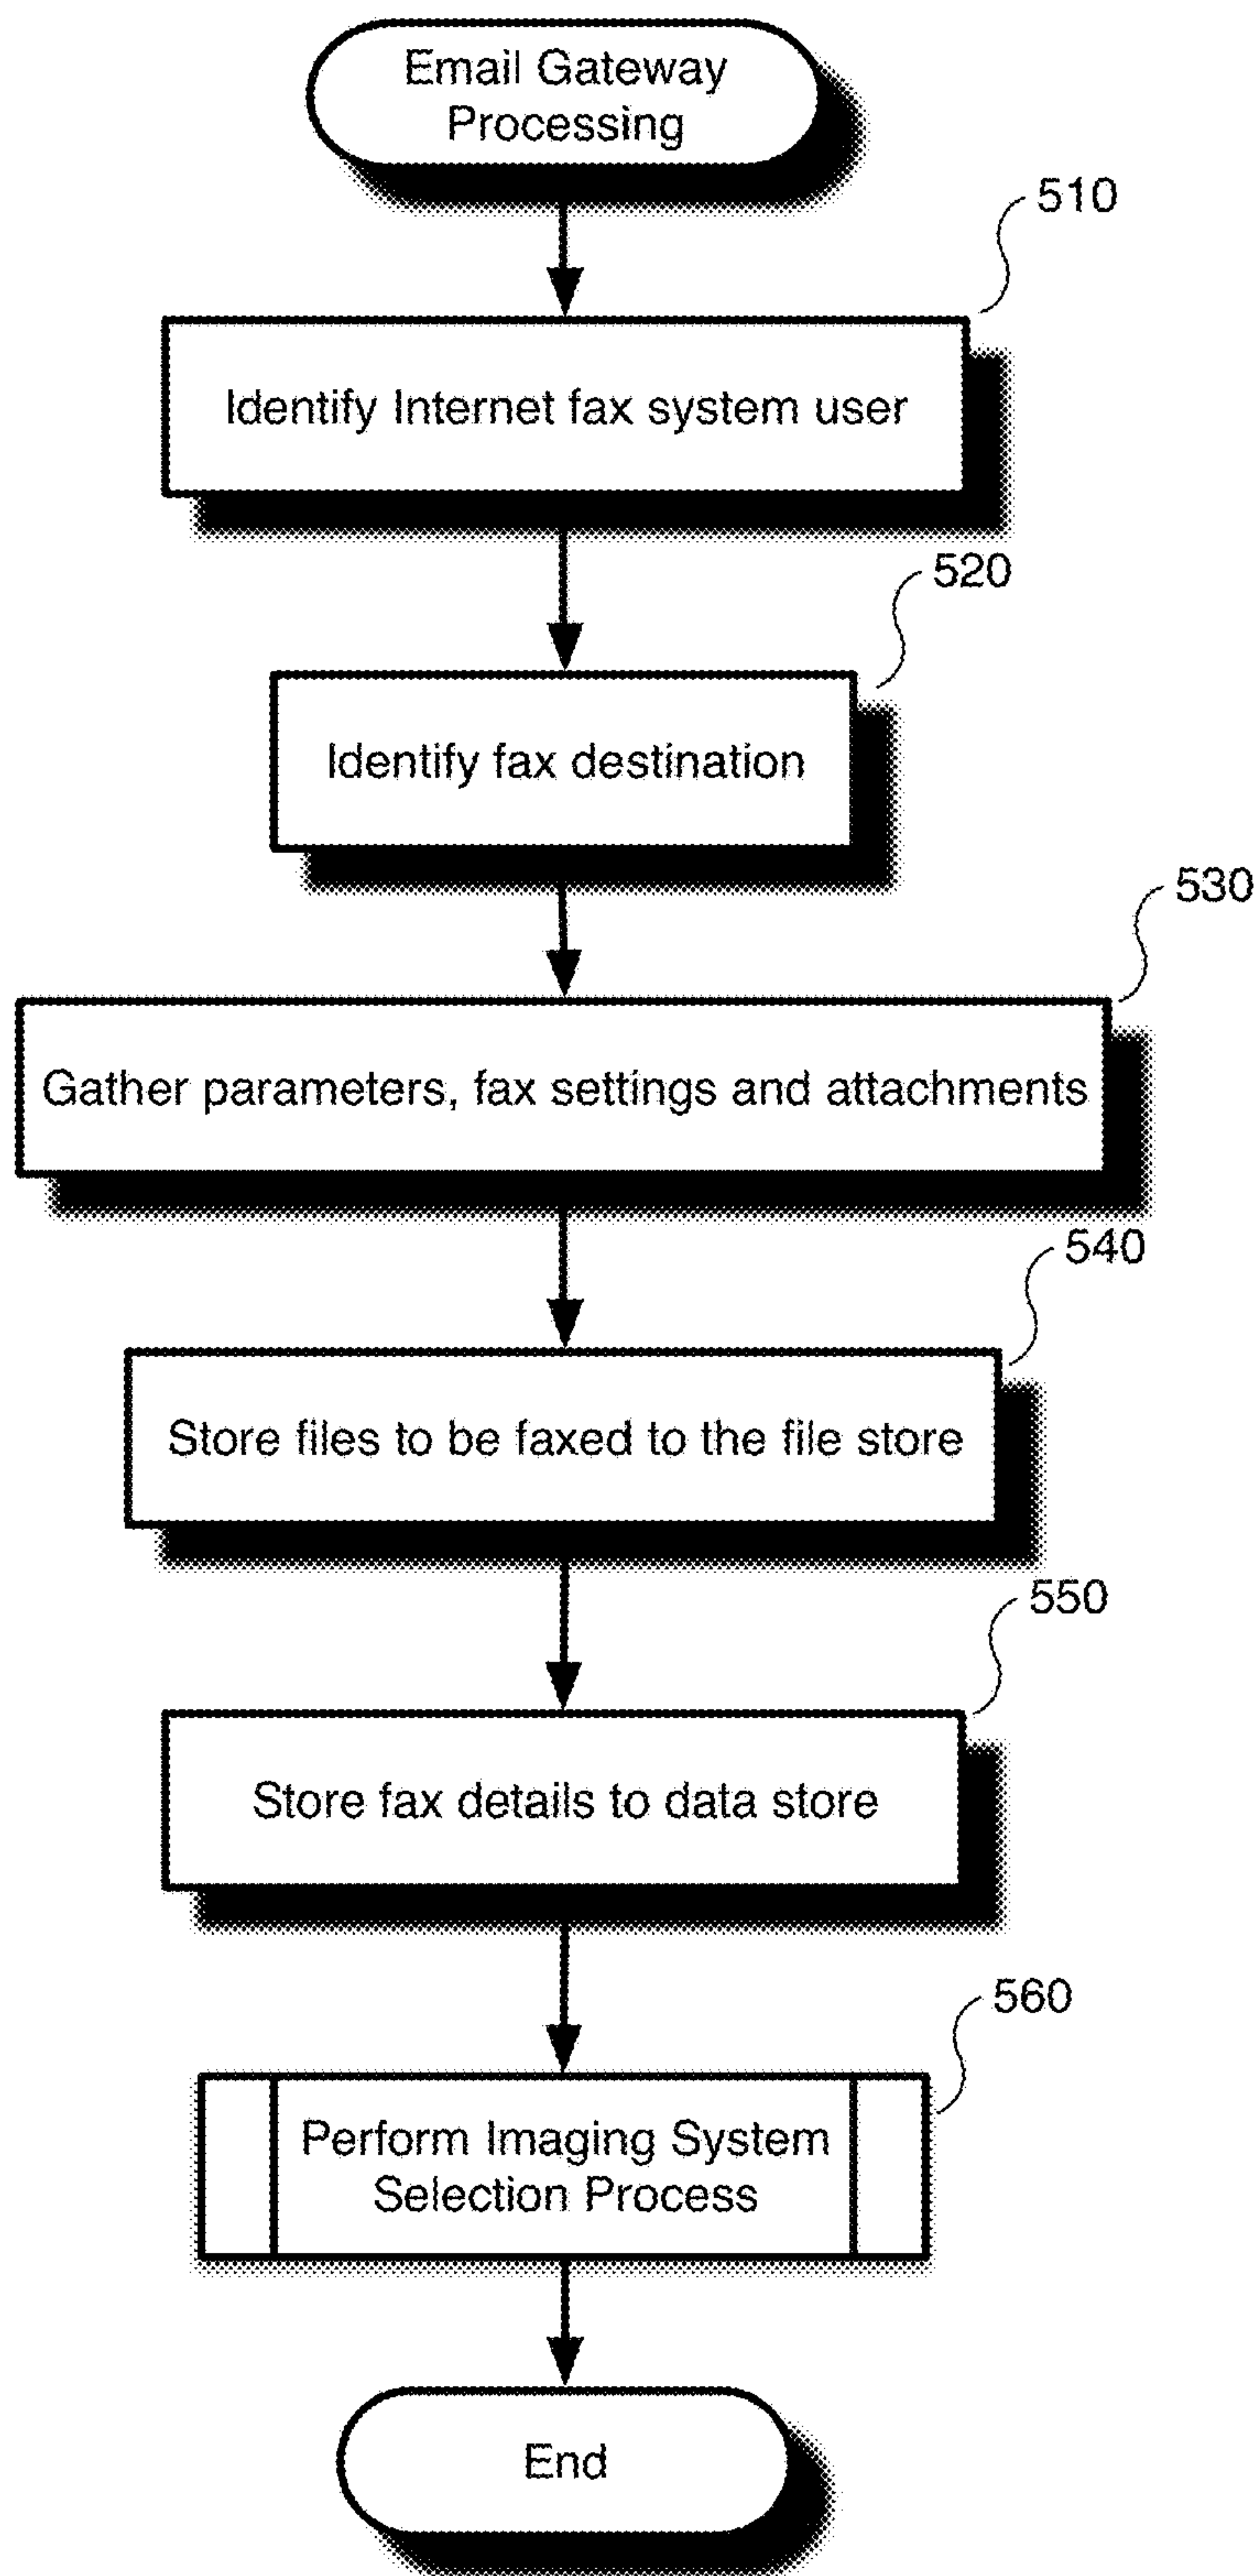 Email Gateway
Processing
510
Identify Internet fax system user
520
Identify fax destination
530
Gather parameters, fax settings and attachments
540
Store files to be faxed to the file store
550
Store fax details to data store
560
Perform Imaging System
Selection Process
End